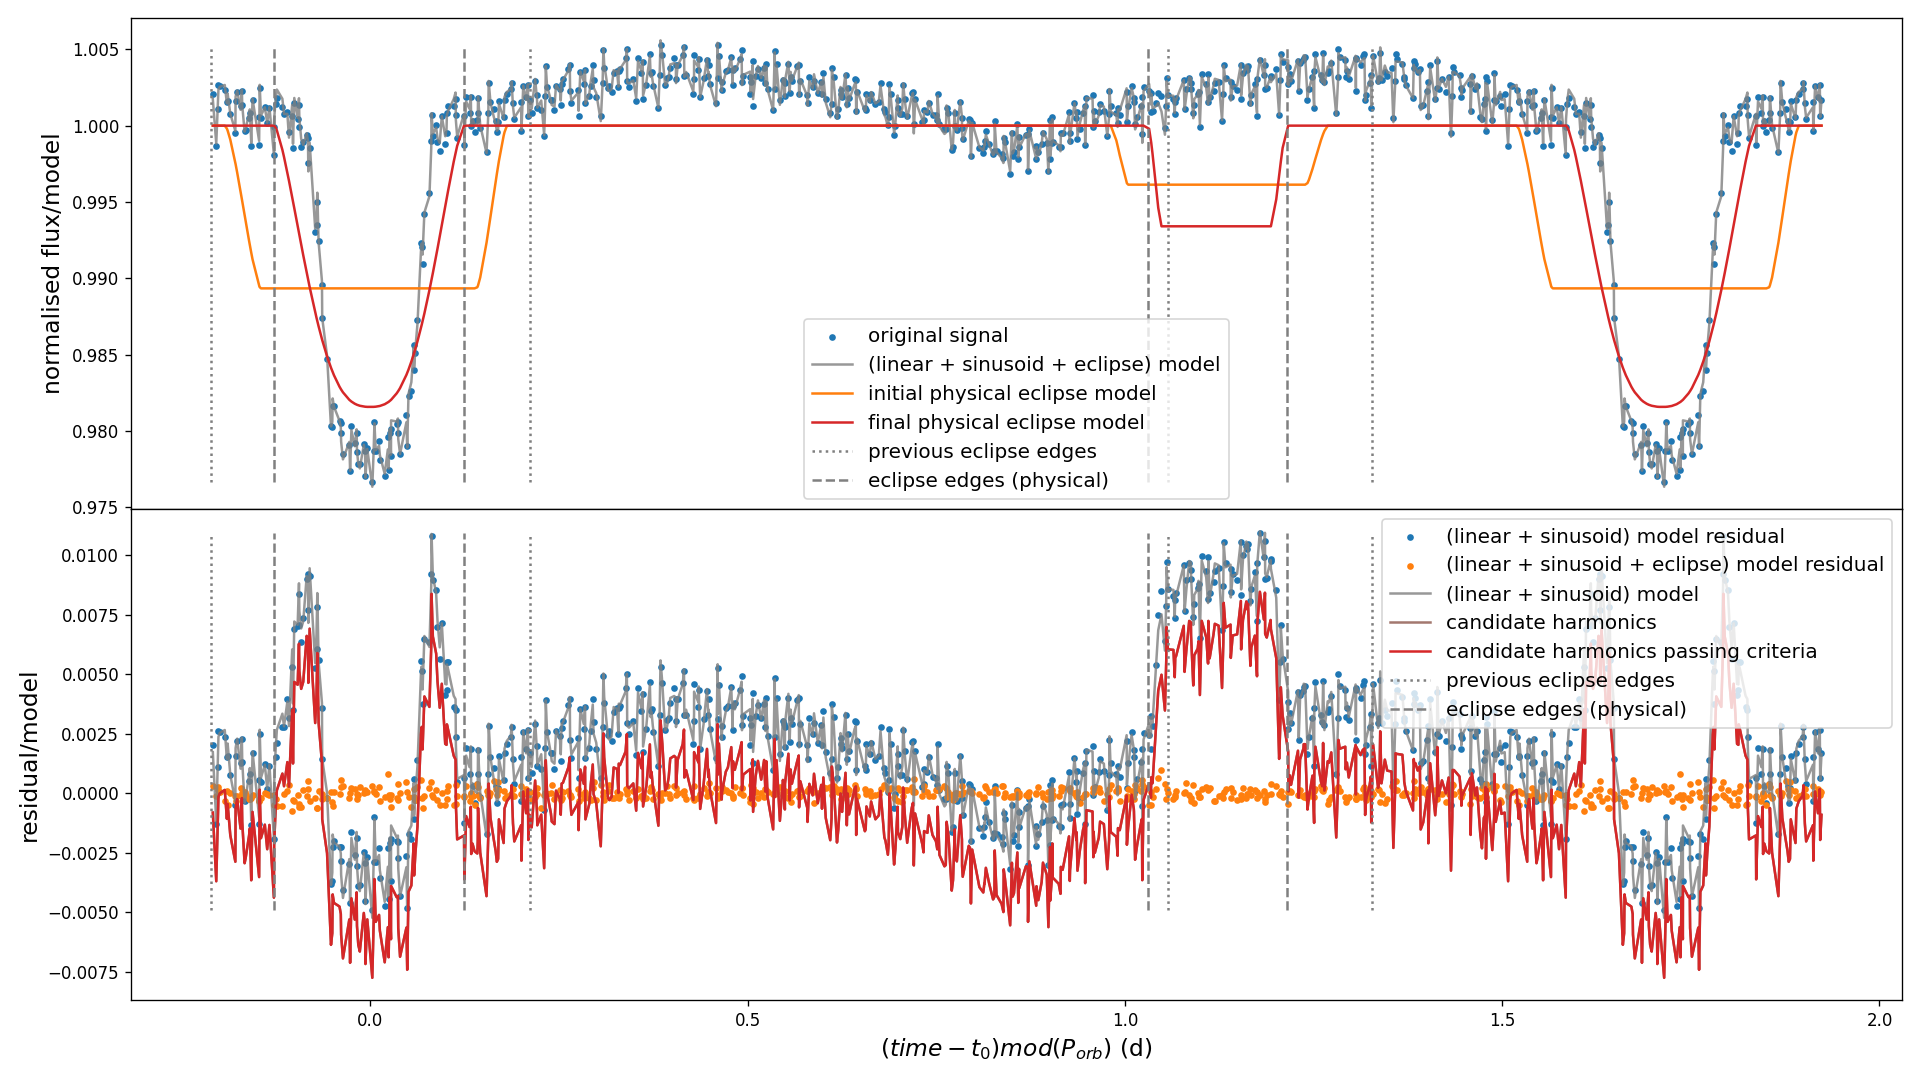 normalised flux/model
1.005
1.000
0.995
0.990
0.985
0.980
0.975
original signal
(linear + sinusoid + eclipse) model
initial physical eclipse model
final physical eclipse model
previous eclipse edges
eclipse edges (physical)
residual/model
0.0100
0.0075
0.0050
0.0025
0.0000
−0.0025
−0.0050
−0.0075
(linear + sinusoid) model residual
(linear + sinusoid + eclipse) model residual
(linear + sinusoid) model
candidate harmonics
candidate harmonics passing criteria
previous eclipse edges
eclipse edges (physical)
0.0 0.5 1.0 1.5 2.0
(time − t₀)mod(P_orb) (d)